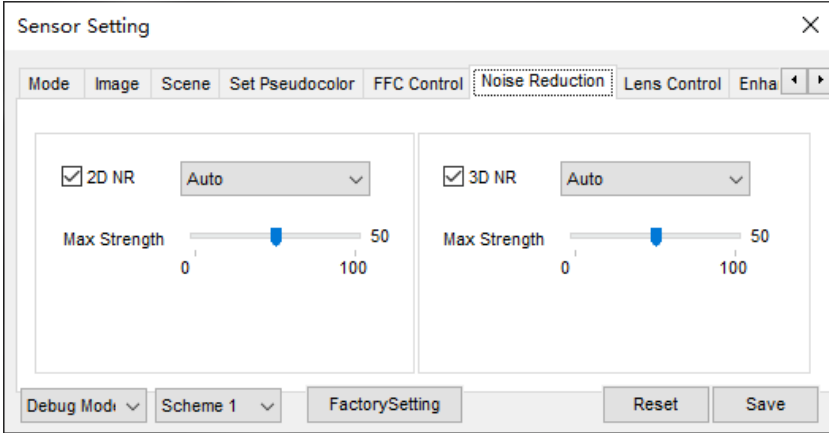 Sensor Setting
Mode Image Scene Set Pseudocolor FFC Control Noise Reduction Lens Control Enha
2D NR Auto 3D NR Auto
Max Strength 50 Max Strength 50
0 100 0 100
Debug Mod Scheme 1 FactorySetting Reset Save